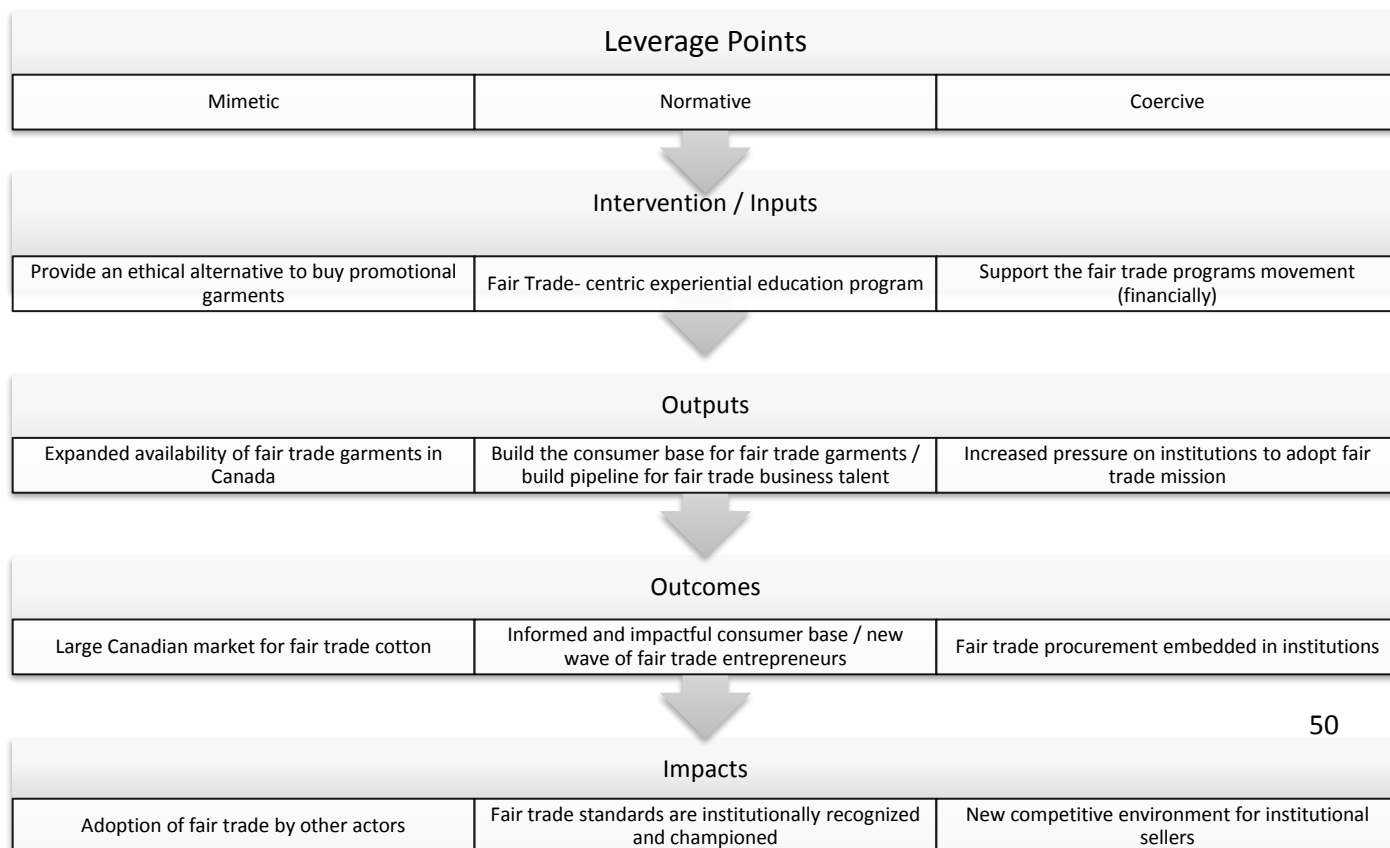 Leverage Points
Mimetic
Normative
Coercive
Intervention / Inputs
Provide an ethical alternative to buy promotional
garments
Fair Trade- centric experiential education program
Support the fair trade programs movement
(financially)
Outputs
Expanded availability of fair trade garments in
Canada
Build the consumer base for fair trade garments /
build pipeline for fair trade business talent
Increased pressure on institutions to adopt fair
trade mission
Outcomes
Large Canadian market for fair trade cotton
Informed and impactful consumer base / new
wave of fair trade entrepreneurs
Fair trade procurement embedded in institutions
50
Impacts
Adoption of fair trade by other actors
Fair trade standards are institutionally recognized
and championed
New competitive environment for institutional
sellers